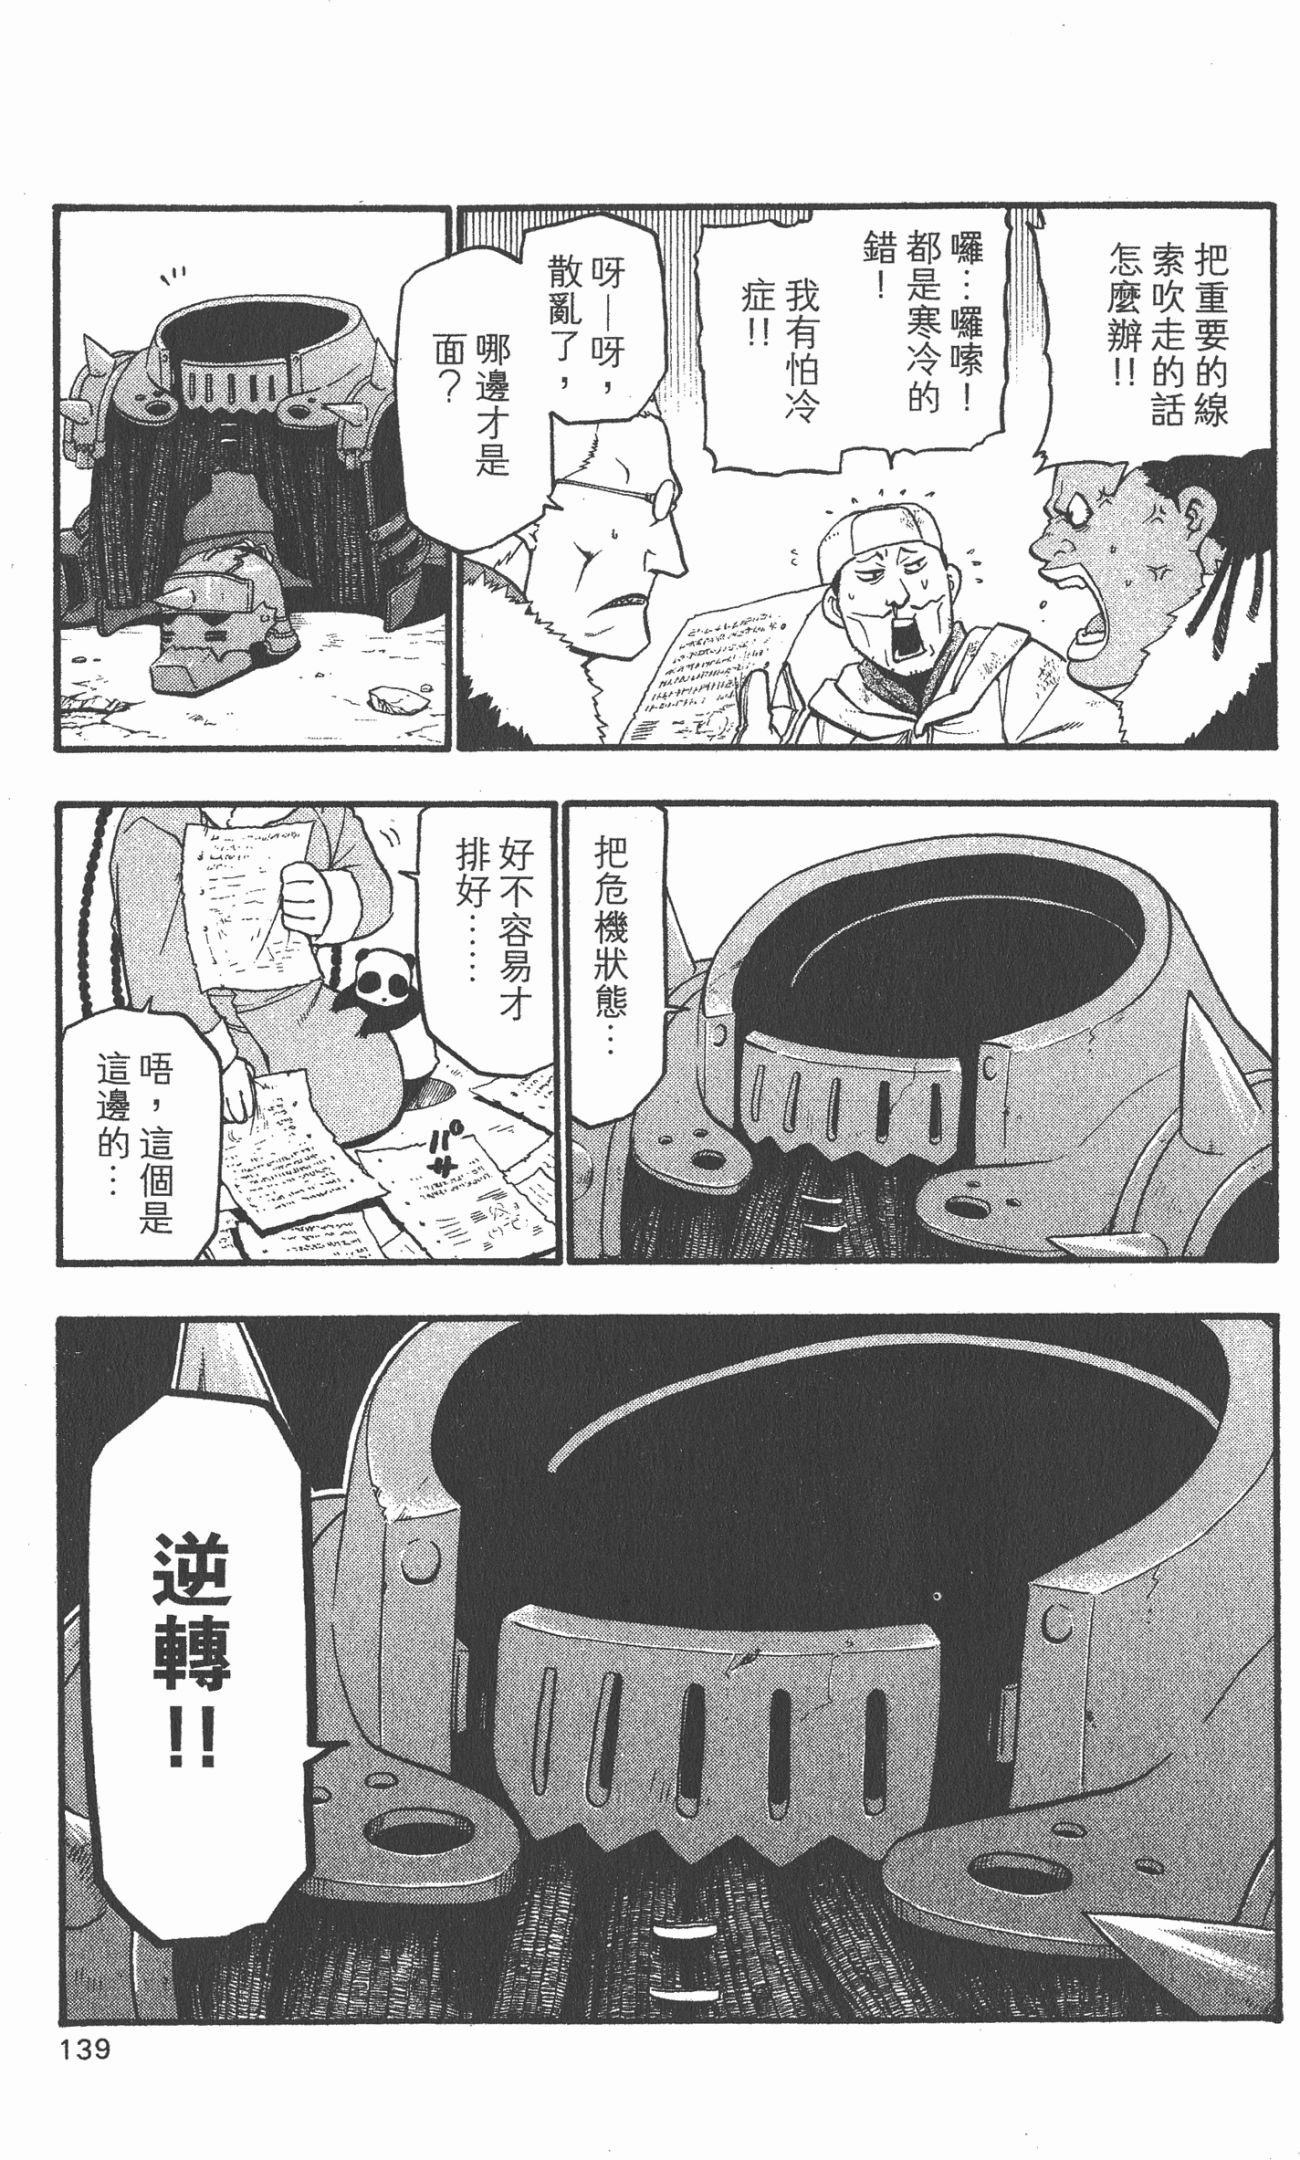 把重要的線
索吹走的話
怎麼辦!!
囉…囉嗦！
都是寒冷的
錯！
我有怕冷
症!!
呀—呀，
散亂了，
哪邊才是
面？
把危機狀態…
好不容易才
排好……
唔，這個是
這邊的…
逆轉!!
139